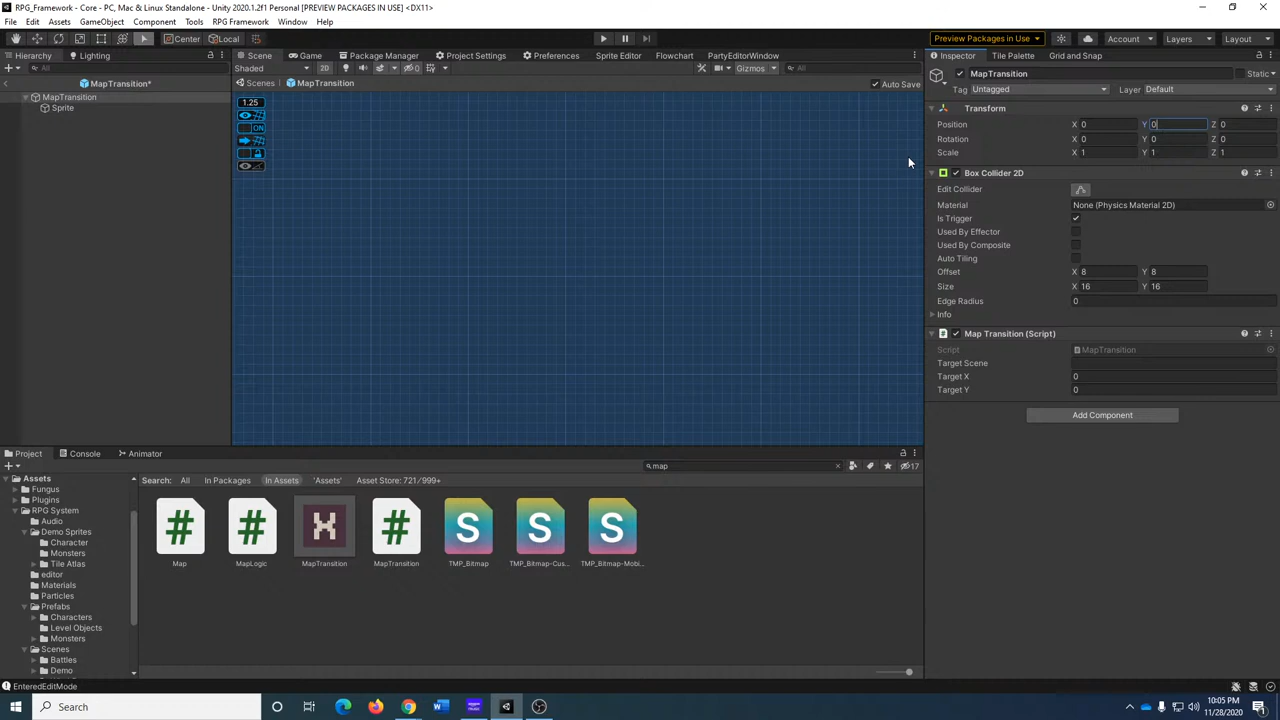 RPG_Framework - Core - PC, Mac & Linux Standalone - Unity 2020.1.2f1 Personal [PREVIEW PACKAGES IN USE] <DX11>
File Edit Assets GameObject Component Tools RPG Framework Window Help
Center Local Preview Packages in Use Account Layers Layout
Hierarchy Lighting Scene Game Package Manager Project Settings Preferences Sprite Editor Flowchart PartyEditorWindow Inspector Tile Palette Grid and Snap
All Shaded 2D 0 Gizmos All
MapTransition* Scenes MapTransition Auto Save
MapTransition
Sprite
1.25
ON
MapTransition Static
Tag Untagged Layer Default
Transform
Position X 0 Y 0 Z 0
Rotation X 0 Y 0 Z 0
Scale X 1 Y 1 Z 1
Box Collider 2D
Edit Collider
Material None (Physics Material 2D)
Is Trigger
Used By Effector
Used By Composite
Auto Tiling
Offset X 8 Y 8
Size X 16 Y 16
Edge Radius 0
Info
Map Transition (Script)
Script MapTransition
Target Scene
Target X 0
Target Y 0
Add Component
Project Console Animator
map 17
Assets
Fungus
Plugins
RPG System
Audio
Demo Sprites
Character
Monsters
Tile Atlas
editor
Materials
Particles
Prefabs
Characters
Level Objects
Monsters
Scenes
Battles
Demo
Search: All In Packages In Assets 'Assets' Asset Store: 721/999+
Map MapLogic MapTransition MapTransition TMP_Bitmap TMP_Bitmap-Cus... TMP_Bitmap-Mobi...
EnteredEditMode
Search
10:05 PM
11/28/2020